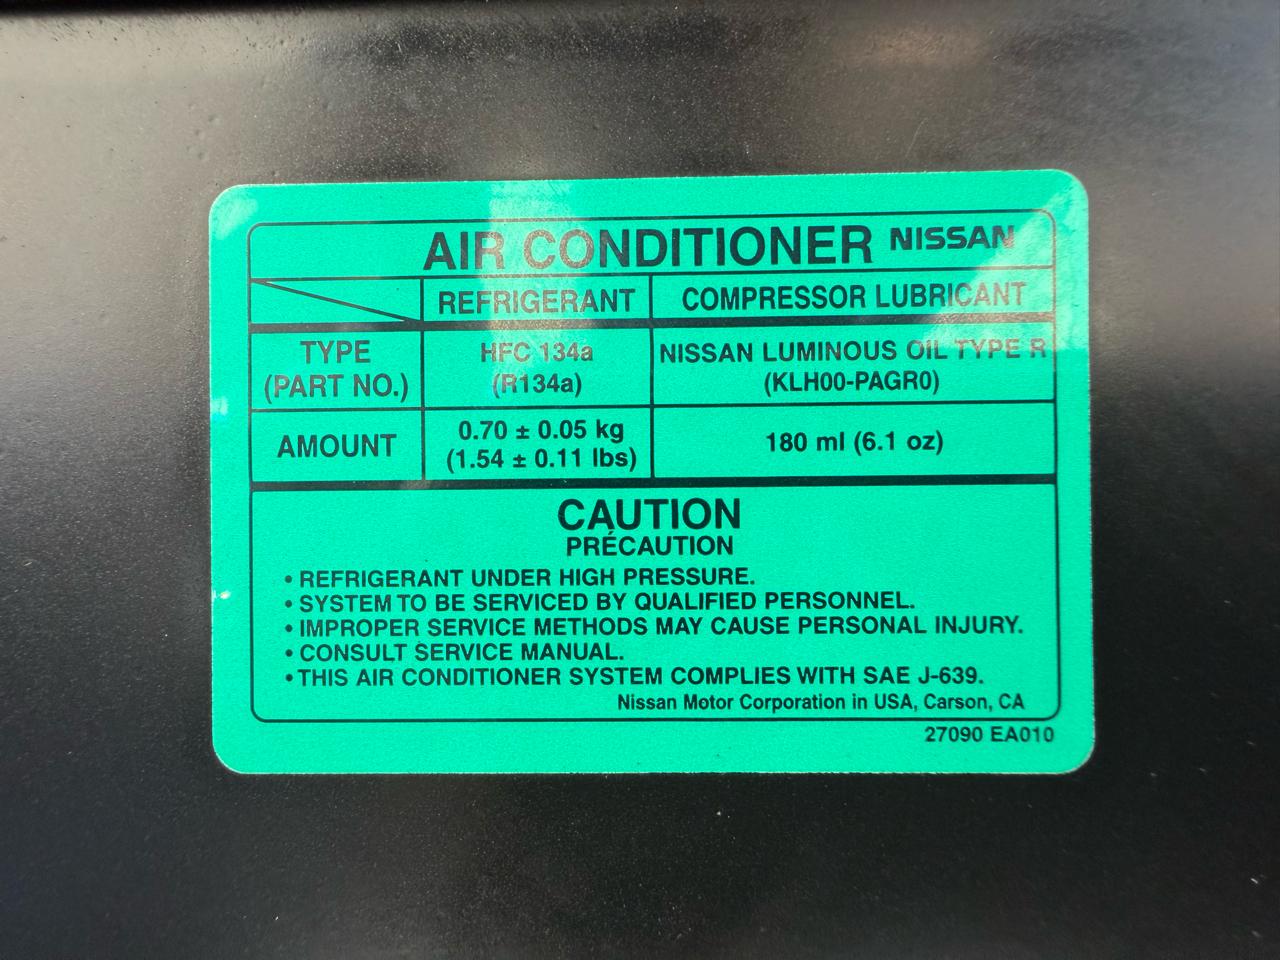 AIR CONDITIONER NISSAN
REFRIGERANT COMPRESSOR LUBRICANT
TYPE HFC 134a NISSAN LUMINOUS OIL TYPE R
(PART NO.) (R134a) (KLH00-PAGR0)
AMOUNT 0.70 ± 0.05 kg 180 ml (6.1 oz)
(1.54 ± 0.11 lbs)
CAUTION
PRÉCAUTION
• REFRIGERANT UNDER HIGH PRESSURE.
• SYSTEM TO BE SERVICED BY QUALIFIED PERSONNEL.
• IMPROPER SERVICE METHODS MAY CAUSE PERSONAL INJURY.
• CONSULT SERVICE MANUAL.
• THIS AIR CONDITIONER SYSTEM COMPLIES WITH SAE J-639.
Nissan Motor Corporation in USA, Carson, CA
27090 EA010